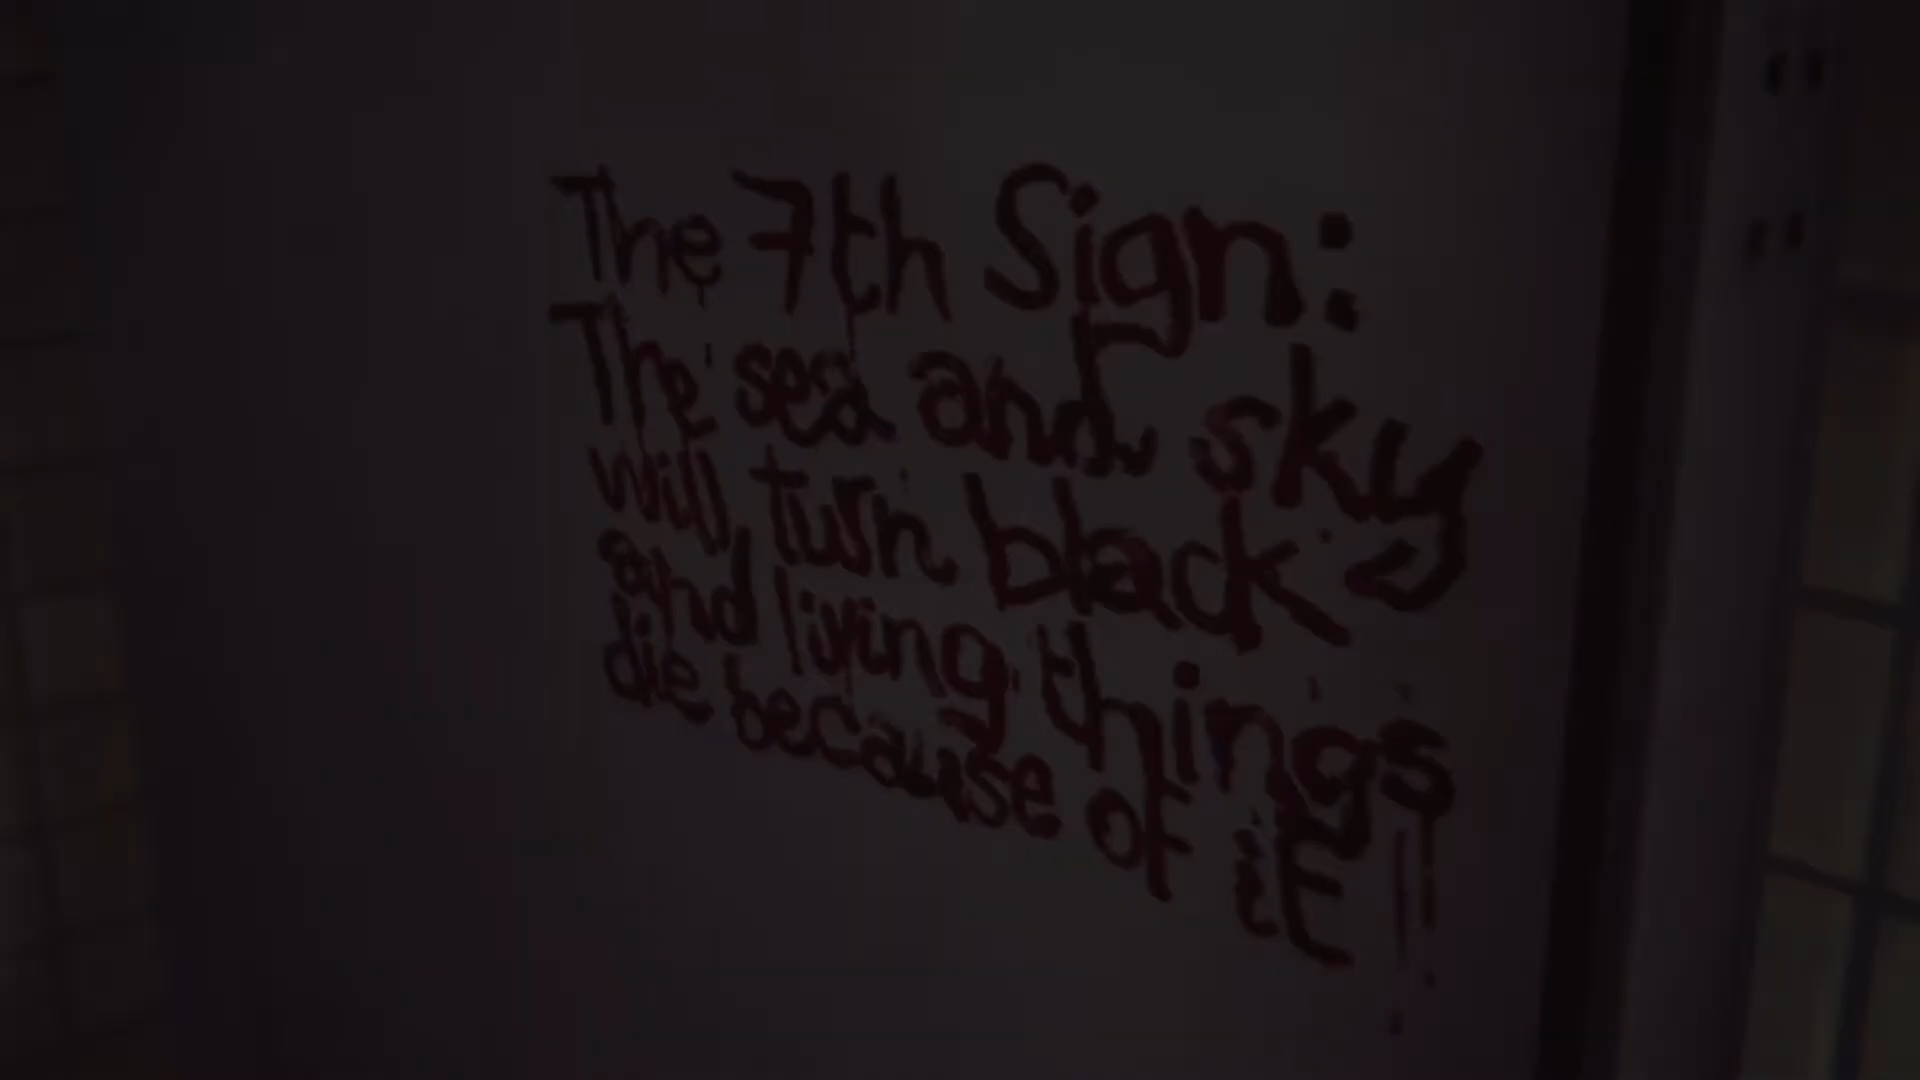 The 7th Sign:
The sea and sky
will turn black
and living things
die because of it